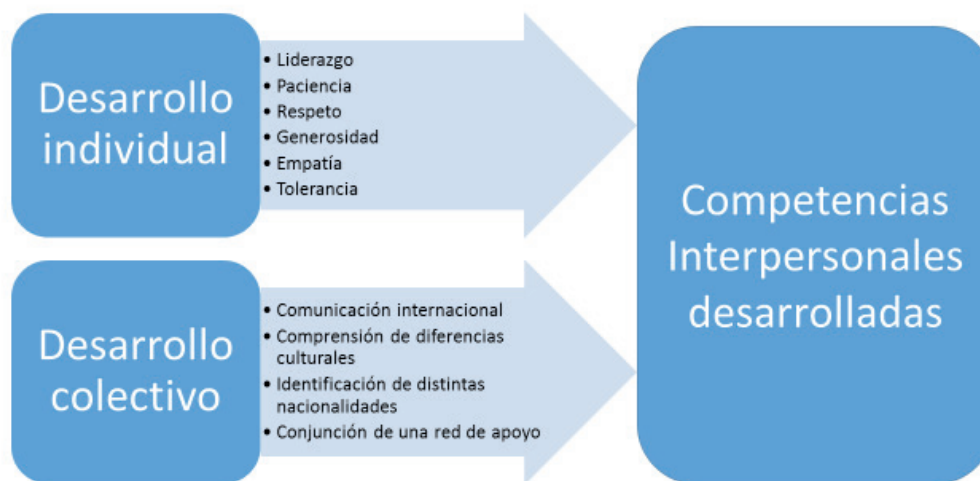 Desarrollo
individual
• Liderazgo
• Paciencia
• Respeto
• Generosidad
• Empatía
• Tolerancia
Desarrollo
colectivo
• Comunicación internacional
• Comprensión de diferencias
culturales
• Identificación de distintas
nacionalidades
• Conjunción de una red de apoyo
Competencias
Interpersonales
desarrolladas